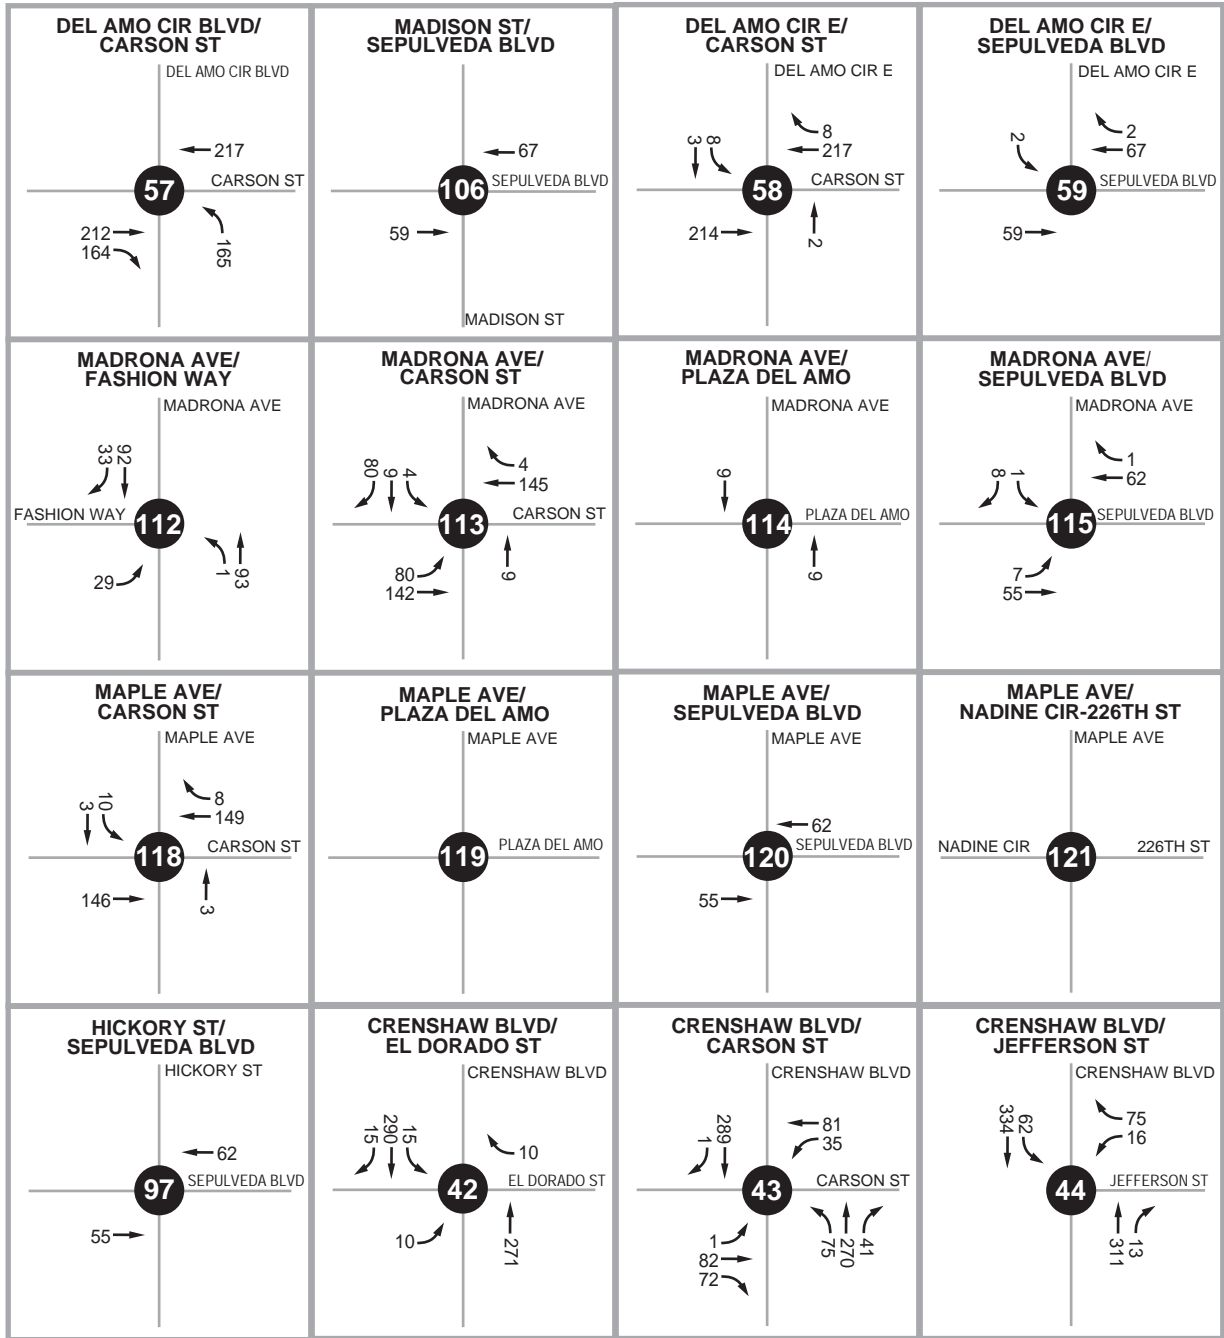 DEL AMO CIR BLVD/
CARSON ST
DEL AMO CIR BLVD
217
CARSON ST
57
212
164
165
MADISON ST/
SEPULVEDA BLVD
67
SEPULVEDA BLVD
106
59
MADISON ST
DEL AMO CIR E/
CARSON ST
DEL AMO CIR E
3
8
8
217
CARSON ST
58
214
2
DEL AMO CIR E/
SEPULVEDA BLVD
DEL AMO CIR E
2
2
67
SEPULVEDA BLVD
59
59
MADRONA AVE/
FASHION WAY
MADRONA AVE
33
92
FASHION WAY
112
29
1
93
MADRONA AVE/
CARSON ST
MADRONA AVE
80
9
4
4
145
CARSON ST
113
80
142
9
MADRONA AVE/
PLAZA DEL AMO
MADRONA AVE
9
PLAZA DEL AMO
114
9
MADRONA AVE/
SEPULVEDA BLVD
MADRONA AVE
8
1
1
62
SEPULVEDA BLVD
115
7
55
MAPLE AVE/
CARSON ST
MAPLE AVE
3
10
8
149
CARSON ST
118
146
3
MAPLE AVE/
PLAZA DEL AMO
MAPLE AVE
PLAZA DEL AMO
119
MAPLE AVE/
SEPULVEDA BLVD
MAPLE AVE
62
SEPULVEDA BLVD
120
55
MAPLE AVE/
NADINE CIR-226TH ST
MAPLE AVE
NADINE CIR
226TH ST
121
HICKORY ST/
SEPULVEDA BLVD
HICKORY ST
62
SEPULVEDA BLVD
97
55
CRENSHAW BLVD/
EL DORADO ST
CRENSHAW BLVD
15
290
15
10
EL DORADO ST
42
10
271
CRENSHAW BLVD/
CARSON ST
CRENSHAW BLVD
1
289
81
35
CARSON ST
43
1
82
72
75
270
41
CRENSHAW BLVD/
JEFFERSON ST
CRENSHAW BLVD
334
62
75
16
JEFFERSON ST
44
311
13